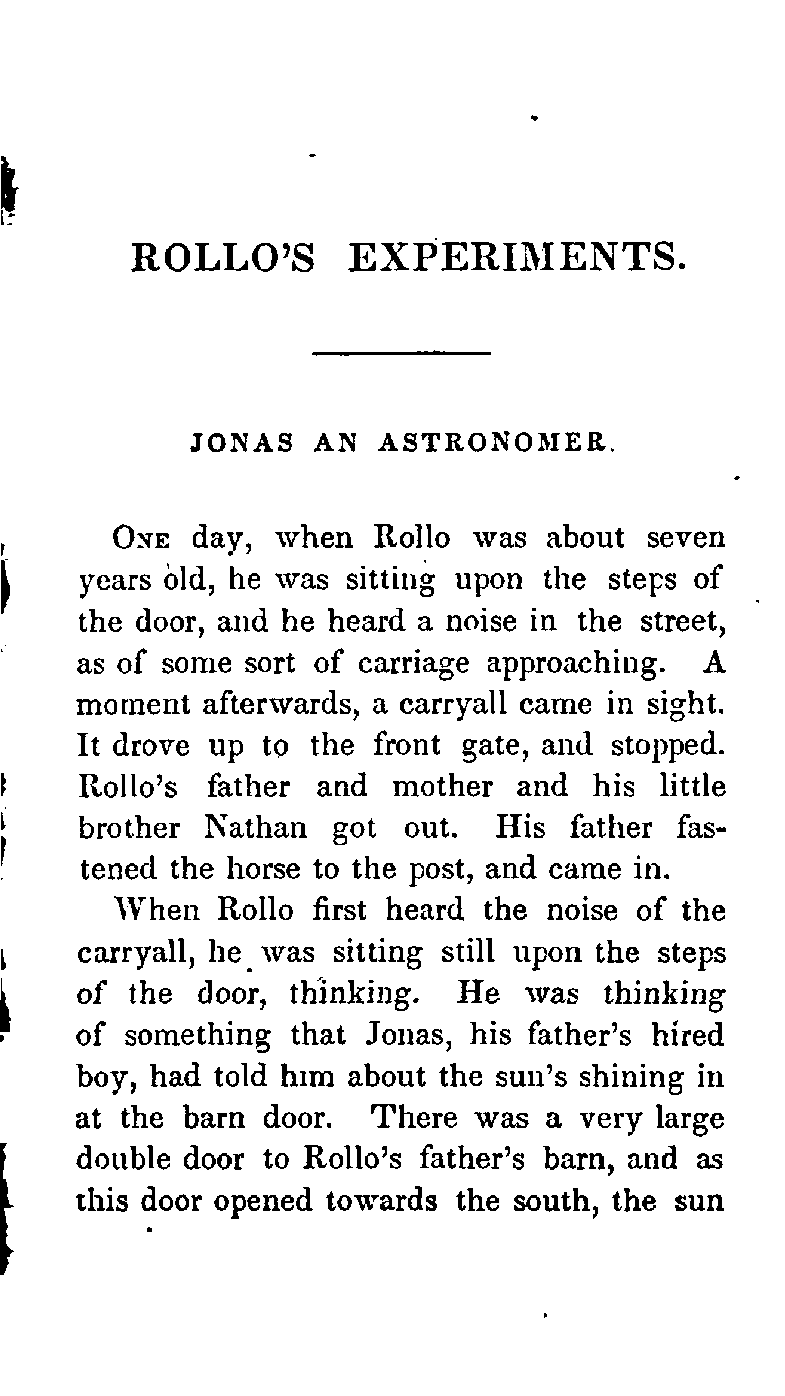 ROLLO'S EXPERIMENTS.
JONAS AN ASTRONOMER.
ONE day, when Rollo was about seven
years old, he was sitting upon the steps of
the door, and he heard a noise in the street,
as of some sort of carriage approaching. A
moment afterwards, a carryall came in sight.
It drove up to the front gate, and stopped.
Rollo's father and mother and his little
brother Nathan got out. His father fas-
tened the horse to the post, and came in.
When Rollo first heard the noise of the
carryall, he was sitting still upon the steps
of the door, thinking. He was thinking
of something that Jonas, his father's hired
boy, had told him about the sun's shining in
at the barn door. There was a very large
double door to Rollo's father's barn, and as
this door opened towards the south, the sun